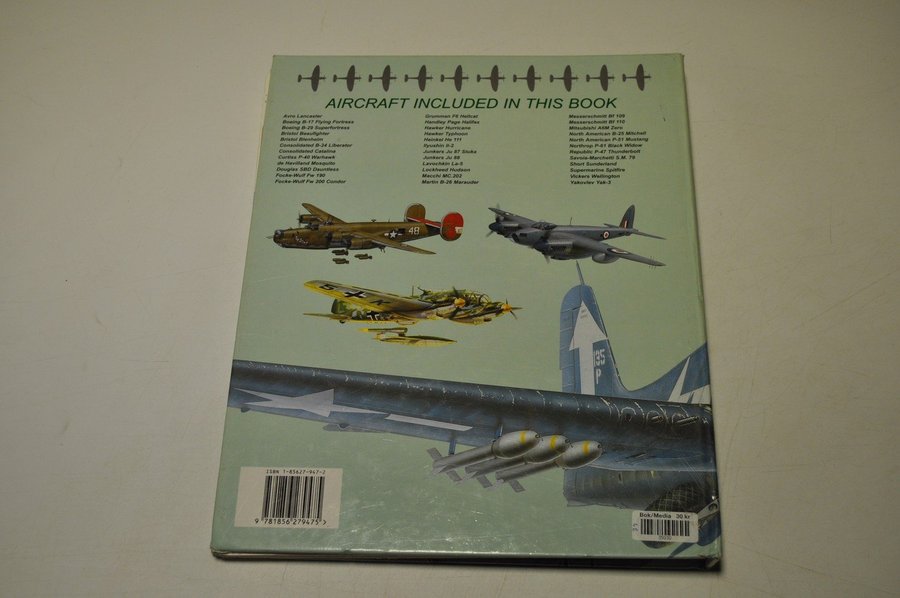 AIRCRAFT INCLUDED IN THIS BOOK
Avro Lancaster
Boeing B-17 Flying Fortress
Boeing B-29 Superfortress
Bristol Beaufighter
Bristol Blenheim
Consolidated B-24 Liberator
Consolidated Catalina
Curtiss P-40 Warhawk
de Havilland Mosquito
Douglas SBD Dauntless
Focke-Wulf Fw 190
Focke-Wulf Fw 200 Condor
Grumman F6 Hellcat
Handley Page Halifax
Hawker Hurricane
Hawker Typhoon
Heinkel He 111
Ilyushin Il-2
Junkers Ju 87 Stuka
Junkers Ju 88
Lavochkin La-5
Lockheed Hudson
Macchi MC.202
Martin B-26 Marauder
Messerschmitt Bf 109
Messerschmitt Bf 110
Mitsubishi A6M Zero
North American B-25 Mitchell
North American P-51 Mustang
Northrop P-61 Black Widow
Republic P-47 Thunderbolt
Savoia-Marchetti S.M. 79
Short Sunderland
Supermarine Spitfire
Vickers Wellington
Yakovlev Yak-3
48
5
195
P
ISBN 1-85627-947-2
9 781856 279475 >
Bok/Media 30 kr